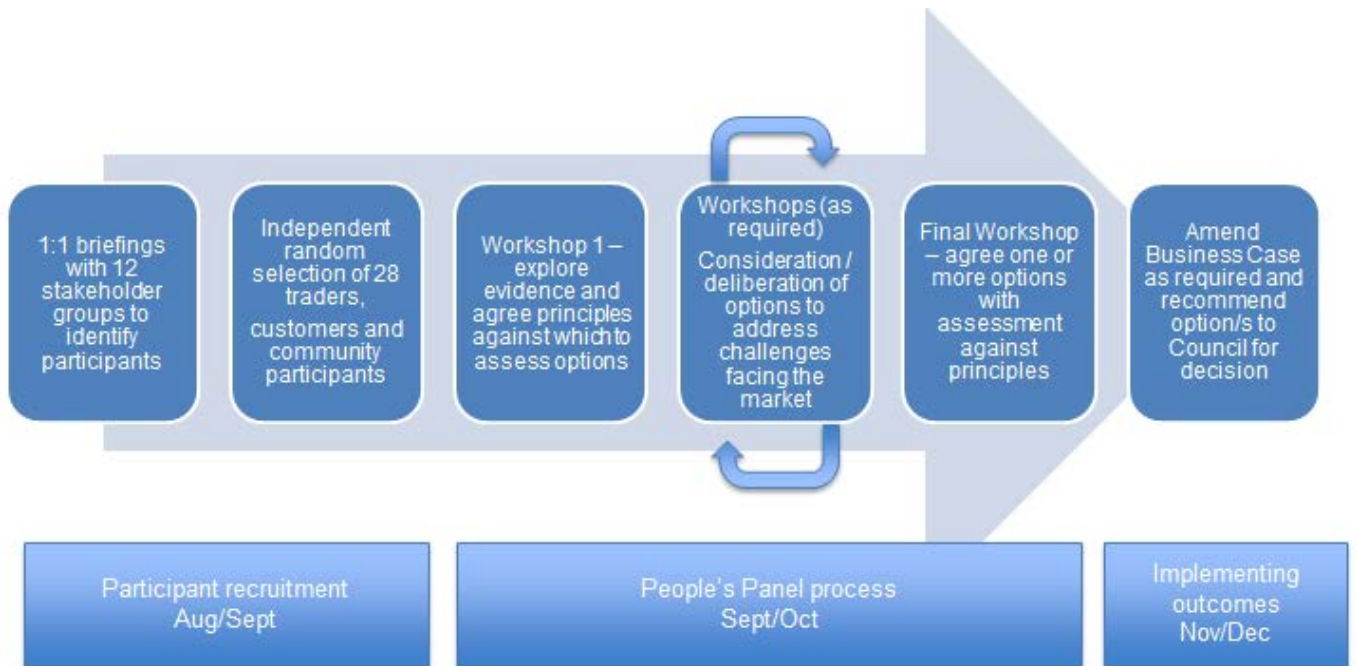 1:1 briefings
with 12
stakeholder
groups to
identify
participants
Independent
random
selection of 28
traders,
customers and
community
participants
Workshop 1 –
explore
evidence and
agree principles
against which to
assess options
Workshops (as
required)
Consideration /
deliberation of
options to
address
challenges
facing the
market
Final Workshop
– agree one or
more options
with
assessment
against
principles
Amend
Business Case
as required and
recommend
option/s to
Council for
decision
Participant recruitment
Aug/Sept
People's Panel process
Sept/Oct
Implementing
outcomes
Nov/Dec